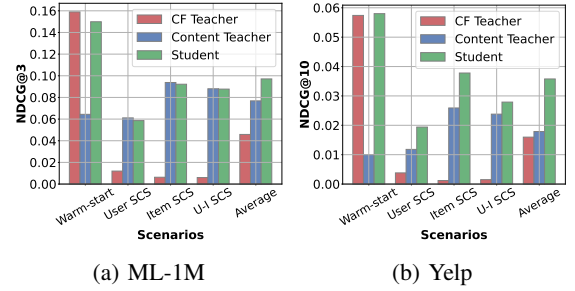 0.16
0.14
0.12
0.10
0.08
0.06
0.04
0.02
0.00
NDCG@3
CF Teacher
Content Teacher
Student
Warm-start
User SCS
Item SCS
U-I SCS
Average
Scenarios
(a) ML-1M
0.06
0.05
0.04
0.03
0.02
0.01
0.00
NDCG@10
CF Teacher
Content Teacher
Student
Warm-start
User SCS
Item SCS
U-I SCS
Average
Scenarios
(b) Yelp